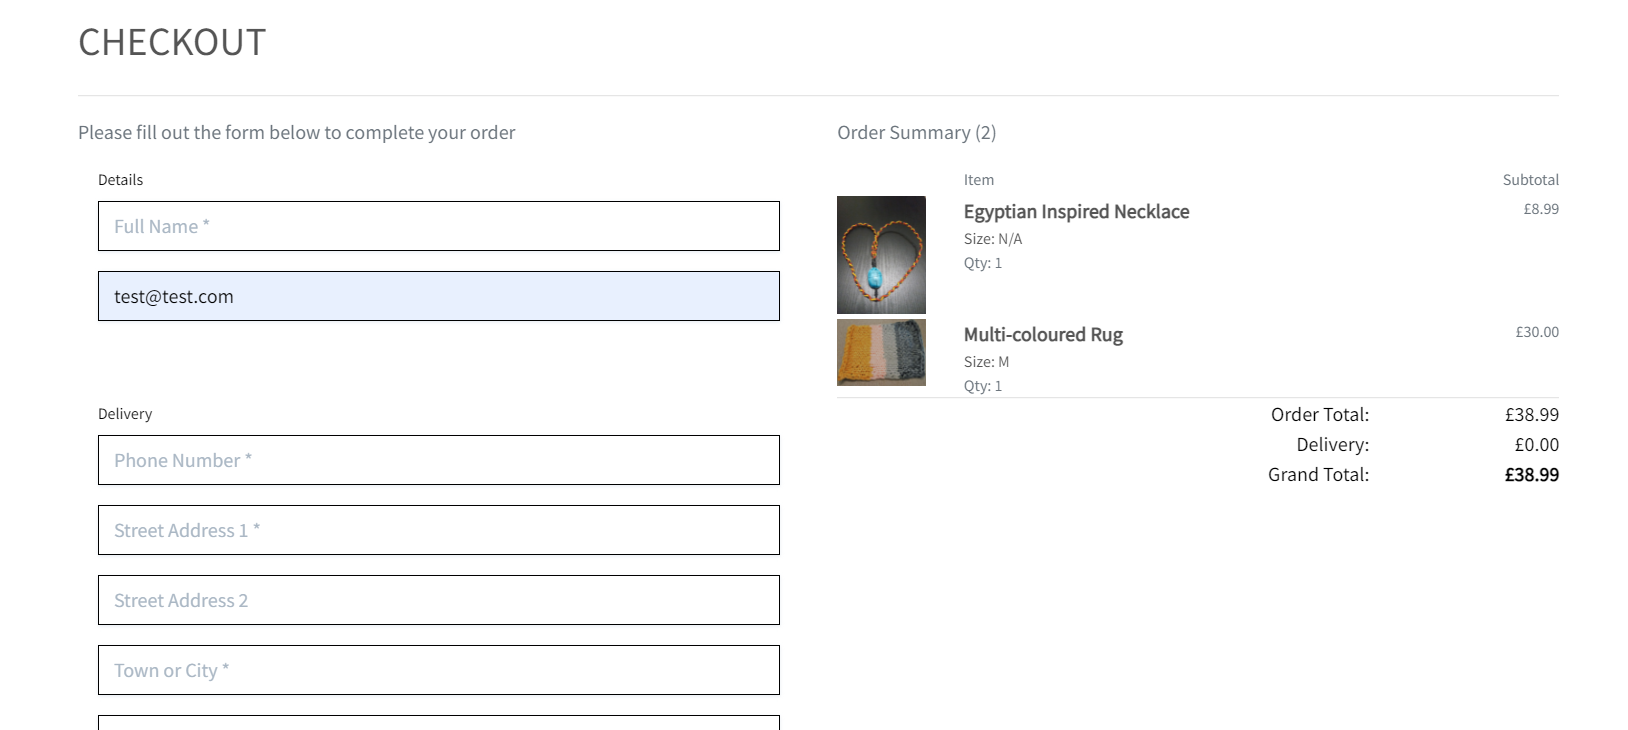 CHECKOUT
Please fill out the form below to complete your order
Details
Full Name *
test@test.com
Delivery
Phone Number *
Street Address 1 *
Street Address 2
Town or City *
Order Summary (2)
Item Subtotal
Egyptian Inspired Necklace £8.99
Size: N/A
Qty: 1
Multi-coloured Rug £30.00
Size: M
Qty: 1
Order Total: £38.99
Delivery: £0.00
Grand Total: £38.99